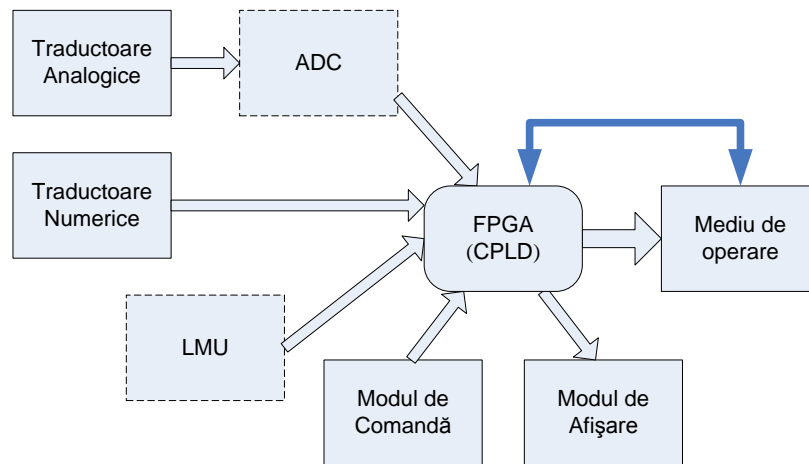 Traductoare
Analogice
ADC
Traductoare
Numerice
FPGA
(CPLD)
Mediu de
operare
LMU
Modul de
Comandă
Modul de
Afişare